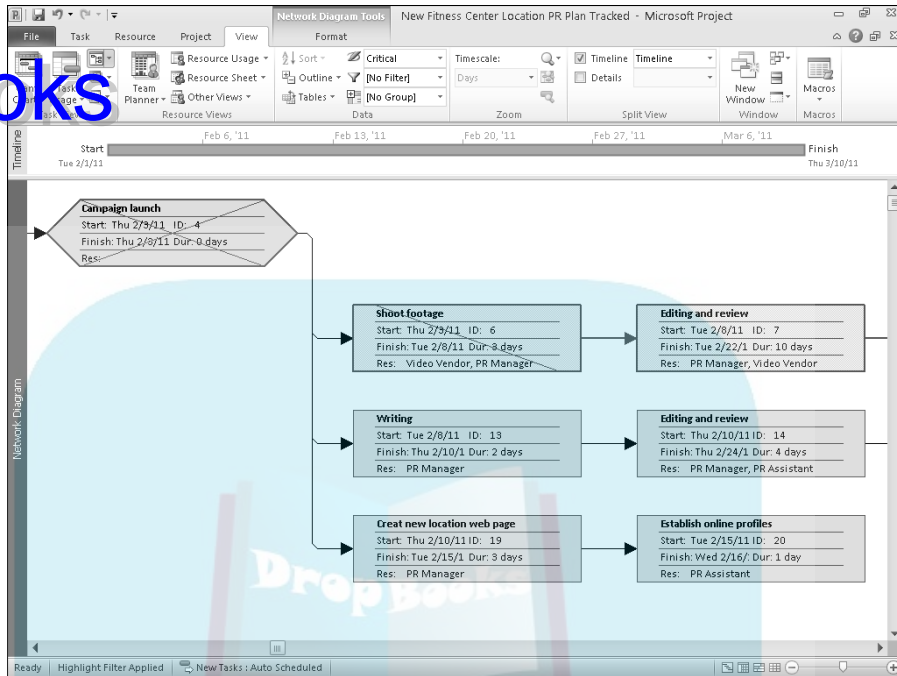 Network Diagram Tools
New Fitness Center Location PR Plan Tracked - Microsoft Project
File Task Resource Project View Format
Team Planner
Resource Usage
Resource Sheet
Other Views
Resource Views
Sort
Outline
Tables
Critical
[No Filter]
[No Group]
Data
Timescale:
Days
Zoom
Timeline Timeline
Details
Split View
New Window
Window
Macros
Macros
Timeline
Feb 6, '11 Feb 13, '11 Feb 20, '11 Feb 27, '11 Mar 6, '11
Start
Tue 2/1/11
Finish
Thu 3/10/11
Network Diagram
Campaign launch
Start: Thu 2/3/11 ID: 4
Finish: Thu 2/3/11 Dur: 0 days
Res:
Shoot footage
Start: Thu 2/3/11 ID: 6
Finish: Tue 2/8/11 Dur: 3 days
Res: Video Vendor, PR Manager
Editing and review
Start: Tue 2/8/11 ID: 7
Finish: Tue 2/22/1 Dur: 10 days
Res: PR Manager, Video Vendor
Writing
Start: Tue 2/8/11 ID: 13
Finish: Thu 2/10/1 Dur: 2 days
Res: PR Manager
Editing and review
Start: Thu 2/10/11 ID: 14
Finish: Thu 2/24/1 Dur: 4 days
Res: PR Manager, PR Assistant
Creat new location web page
Start: Thu 2/10/11 ID: 19
Finish: Tue 2/15/1 Dur: 3 days
Res: PR Manager
Establish online profiles
Start: Tue 2/15/11 ID: 20
Finish: Wed 2/16/: Dur: 1 day
Res: PR Assistant
Drop Books
Ready Highlight Filter Applied New Tasks : Auto Scheduled